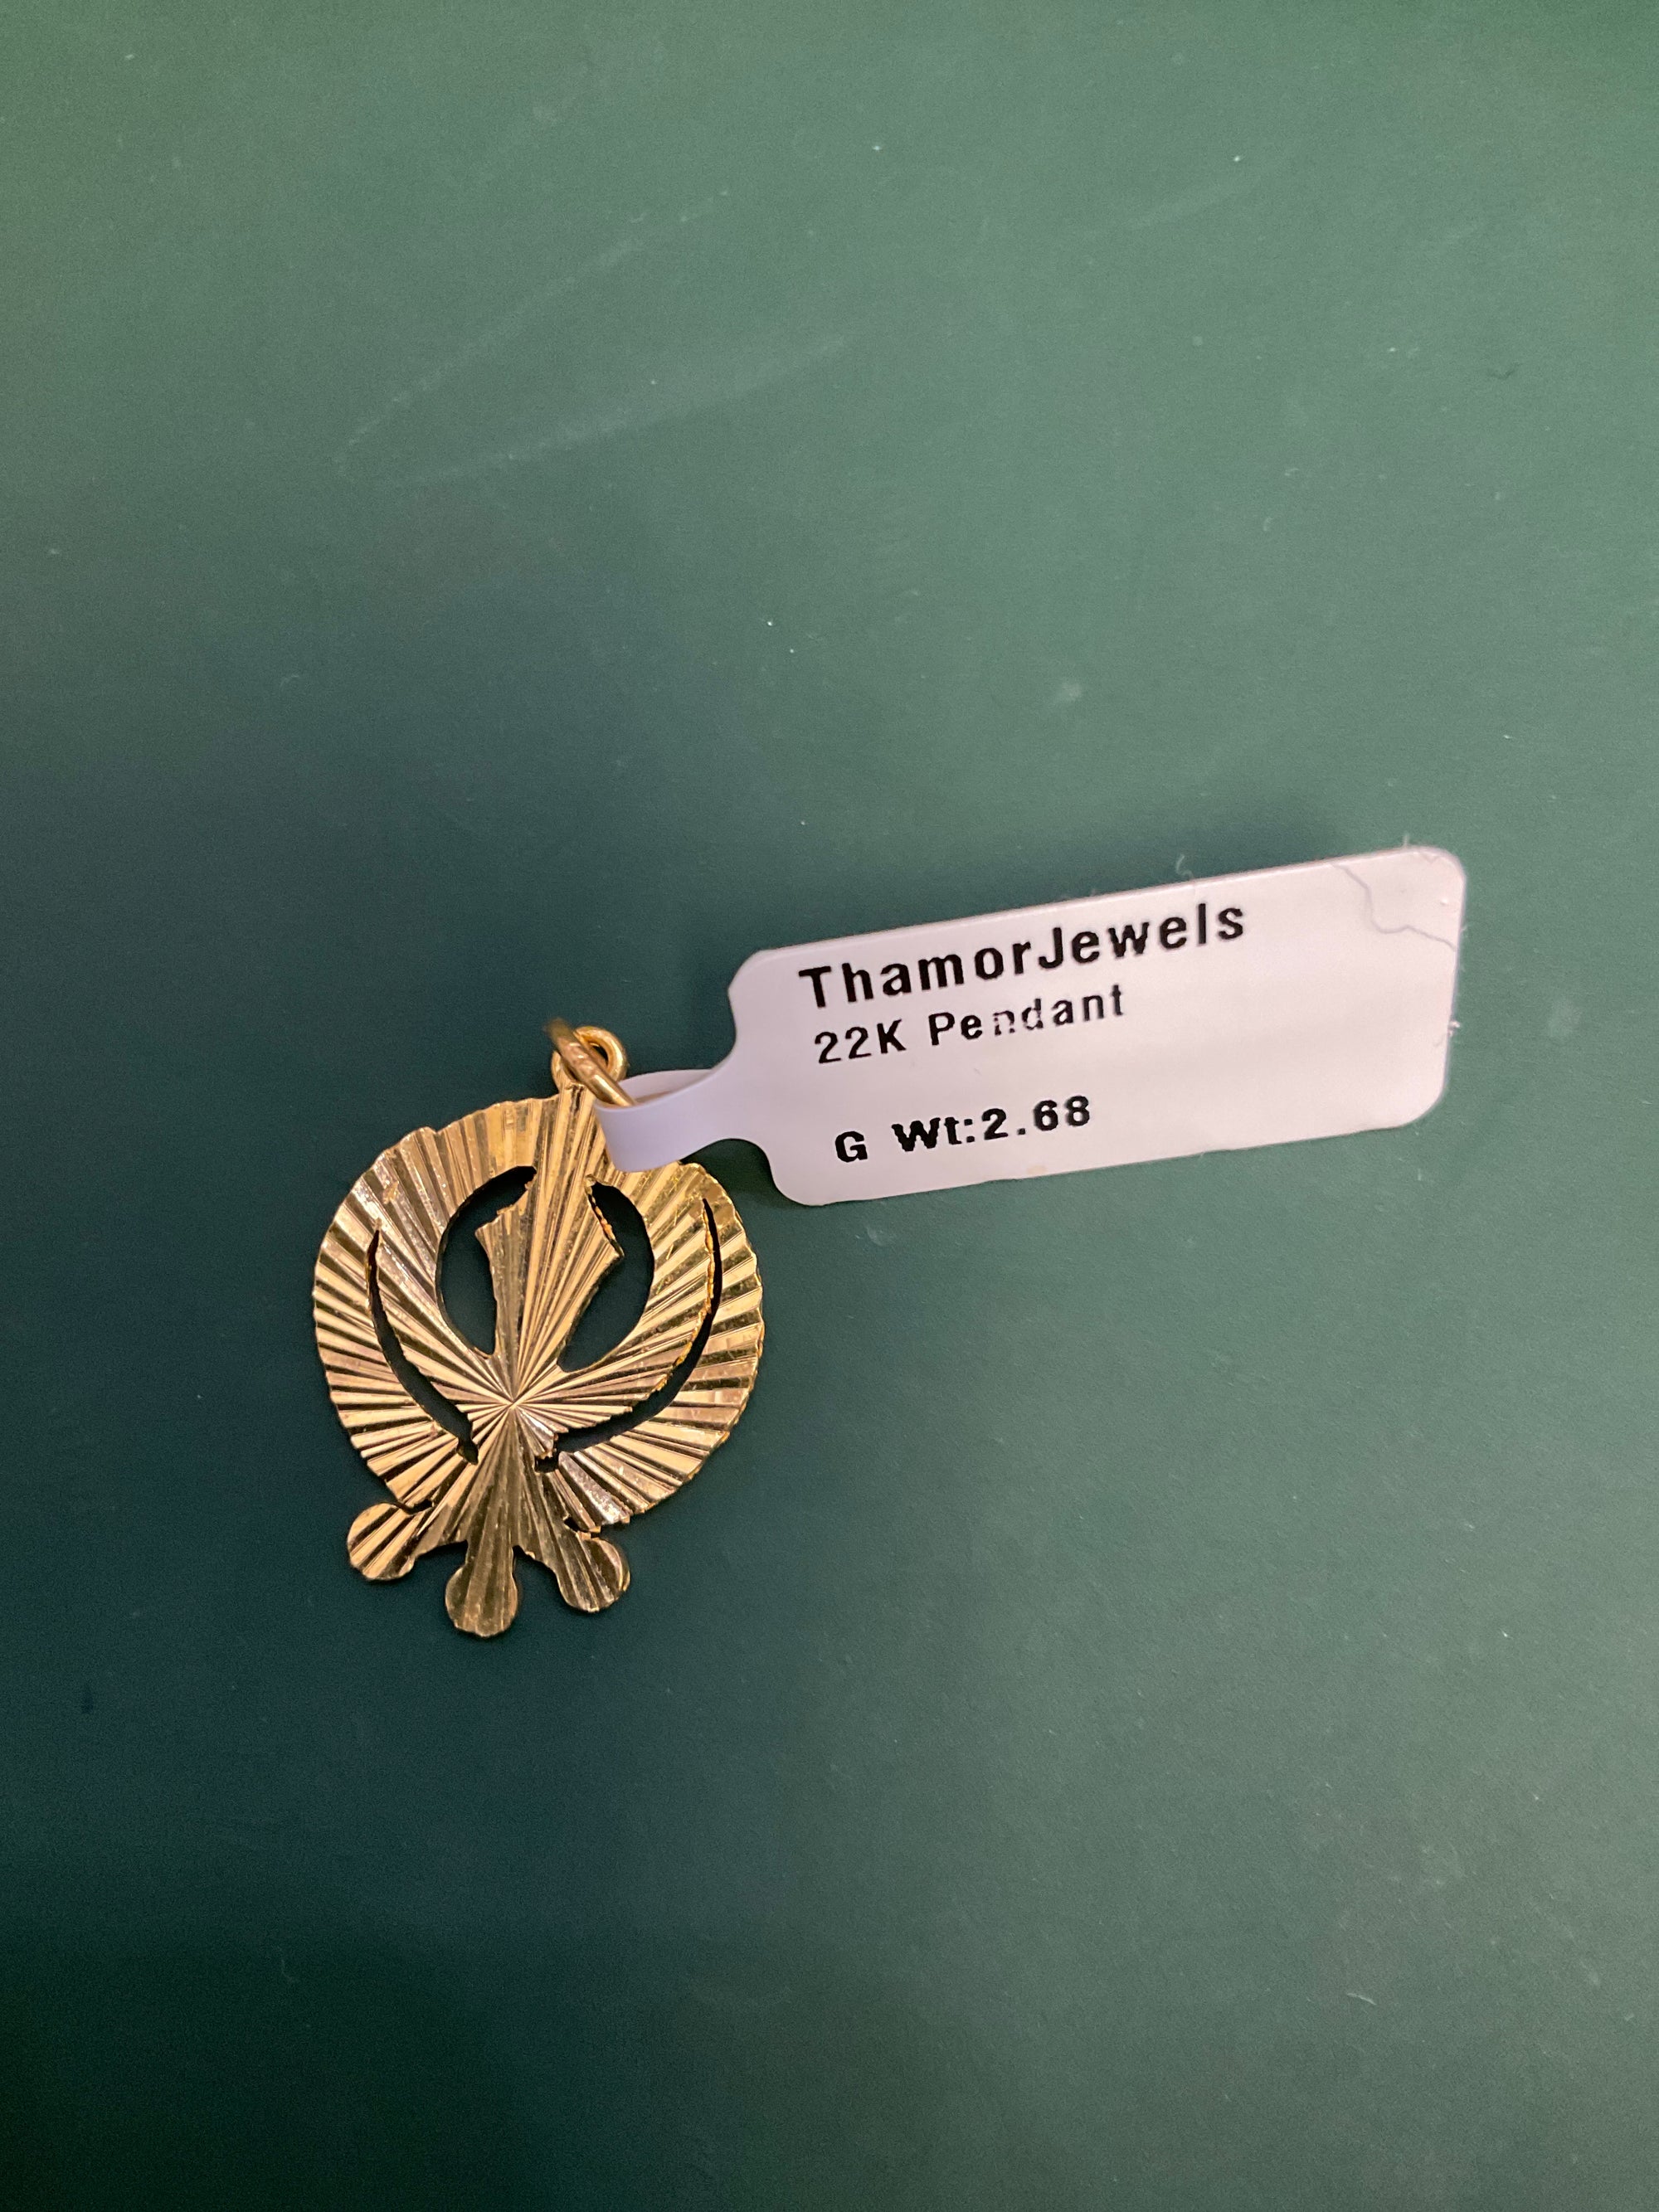 ThamorJewels
22K Pendant
G Wt:2.68